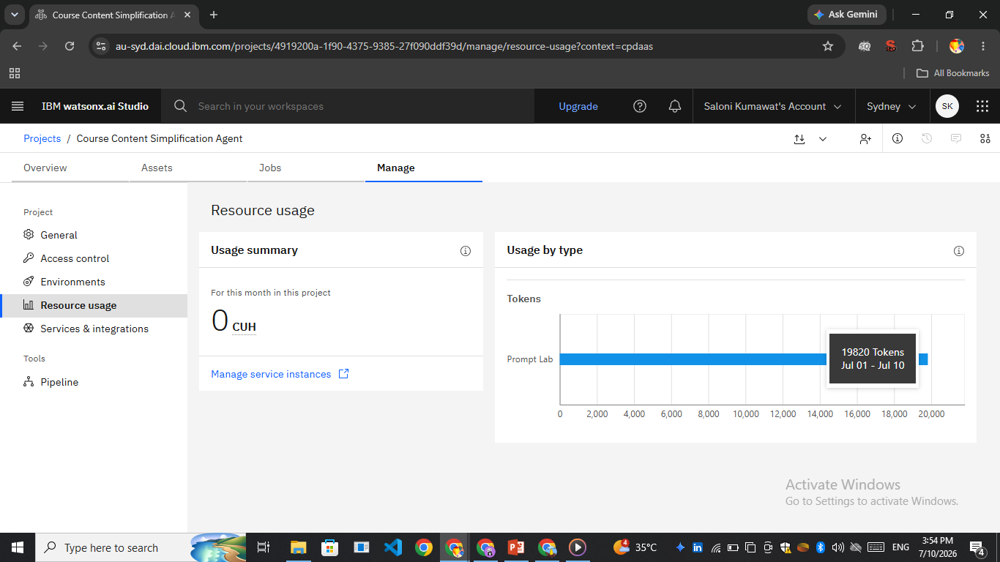 Course Content Simplification A
Ask Gemini
au-syd.dai.cloud.ibm.com/projects/4919200a-1f90-4375-9385-27f090ddf39d/manage/resource-usage?context=cpdaas
SEO
All Bookmarks
IBM watsonx.ai Studio
Search in your workspaces
Upgrade
Saloni Kumawat's Account
Sydney
SK
Projects / Course Content Simplification Agent
Overview
Assets
Jobs
Manage
Project
General
Access control
Environments
Resource usage
Services & integrations
Tools
Pipeline
Resource usage
Usage summary
For this month in this project
0 CUH
Manage service instances
Usage by type
Tokens
Prompt Lab
19820 Tokens
Jul 01 - Jul 10
0 2,000 4,000 6,000 8,000 10,000 12,000 14,000 16,000 18,000 20,000
Activate Windows
Go to Settings to activate Windows.
Type here to search
4
35°C
ENG
3:54 PM
7/10/2026
4